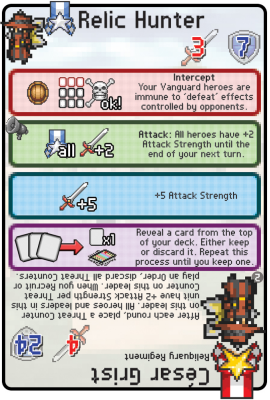 Relic Hunter
3
7
Intercept
Your Vanguard heroes are
immune to 'defeat' effects
controlled by opponents.
ok!
Attack: All heroes have +2
Attack Strength until the
end of your next turn.
all
+2
+5
+5 Attack Strength
Reveal a card from the top
of your deck. Either keep
or discard it. Repeat this
process until you keep one.
x1
César Grist
Reliquary Regiment
4
24
After each round, place a Threat Counter
on this leader. All heroes and leaders in this
unit have +2 Attack Strength per Threat
Counter on this leader. When you Recruit or
play an Order, discard all Threat Counters.